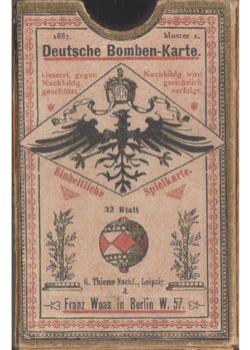 1887. Muster 1.
Deutsche Bomben-Karte.
Gesetzl. gegen Nachbildg. geschützt.
Nachbildg. wird gerichtlich verfolgt.
Einheitliche Spielkarte.
32 Blatt
G. Thieme Nachf., Leipzig
&
Franz Waas in Berlin W. 57.